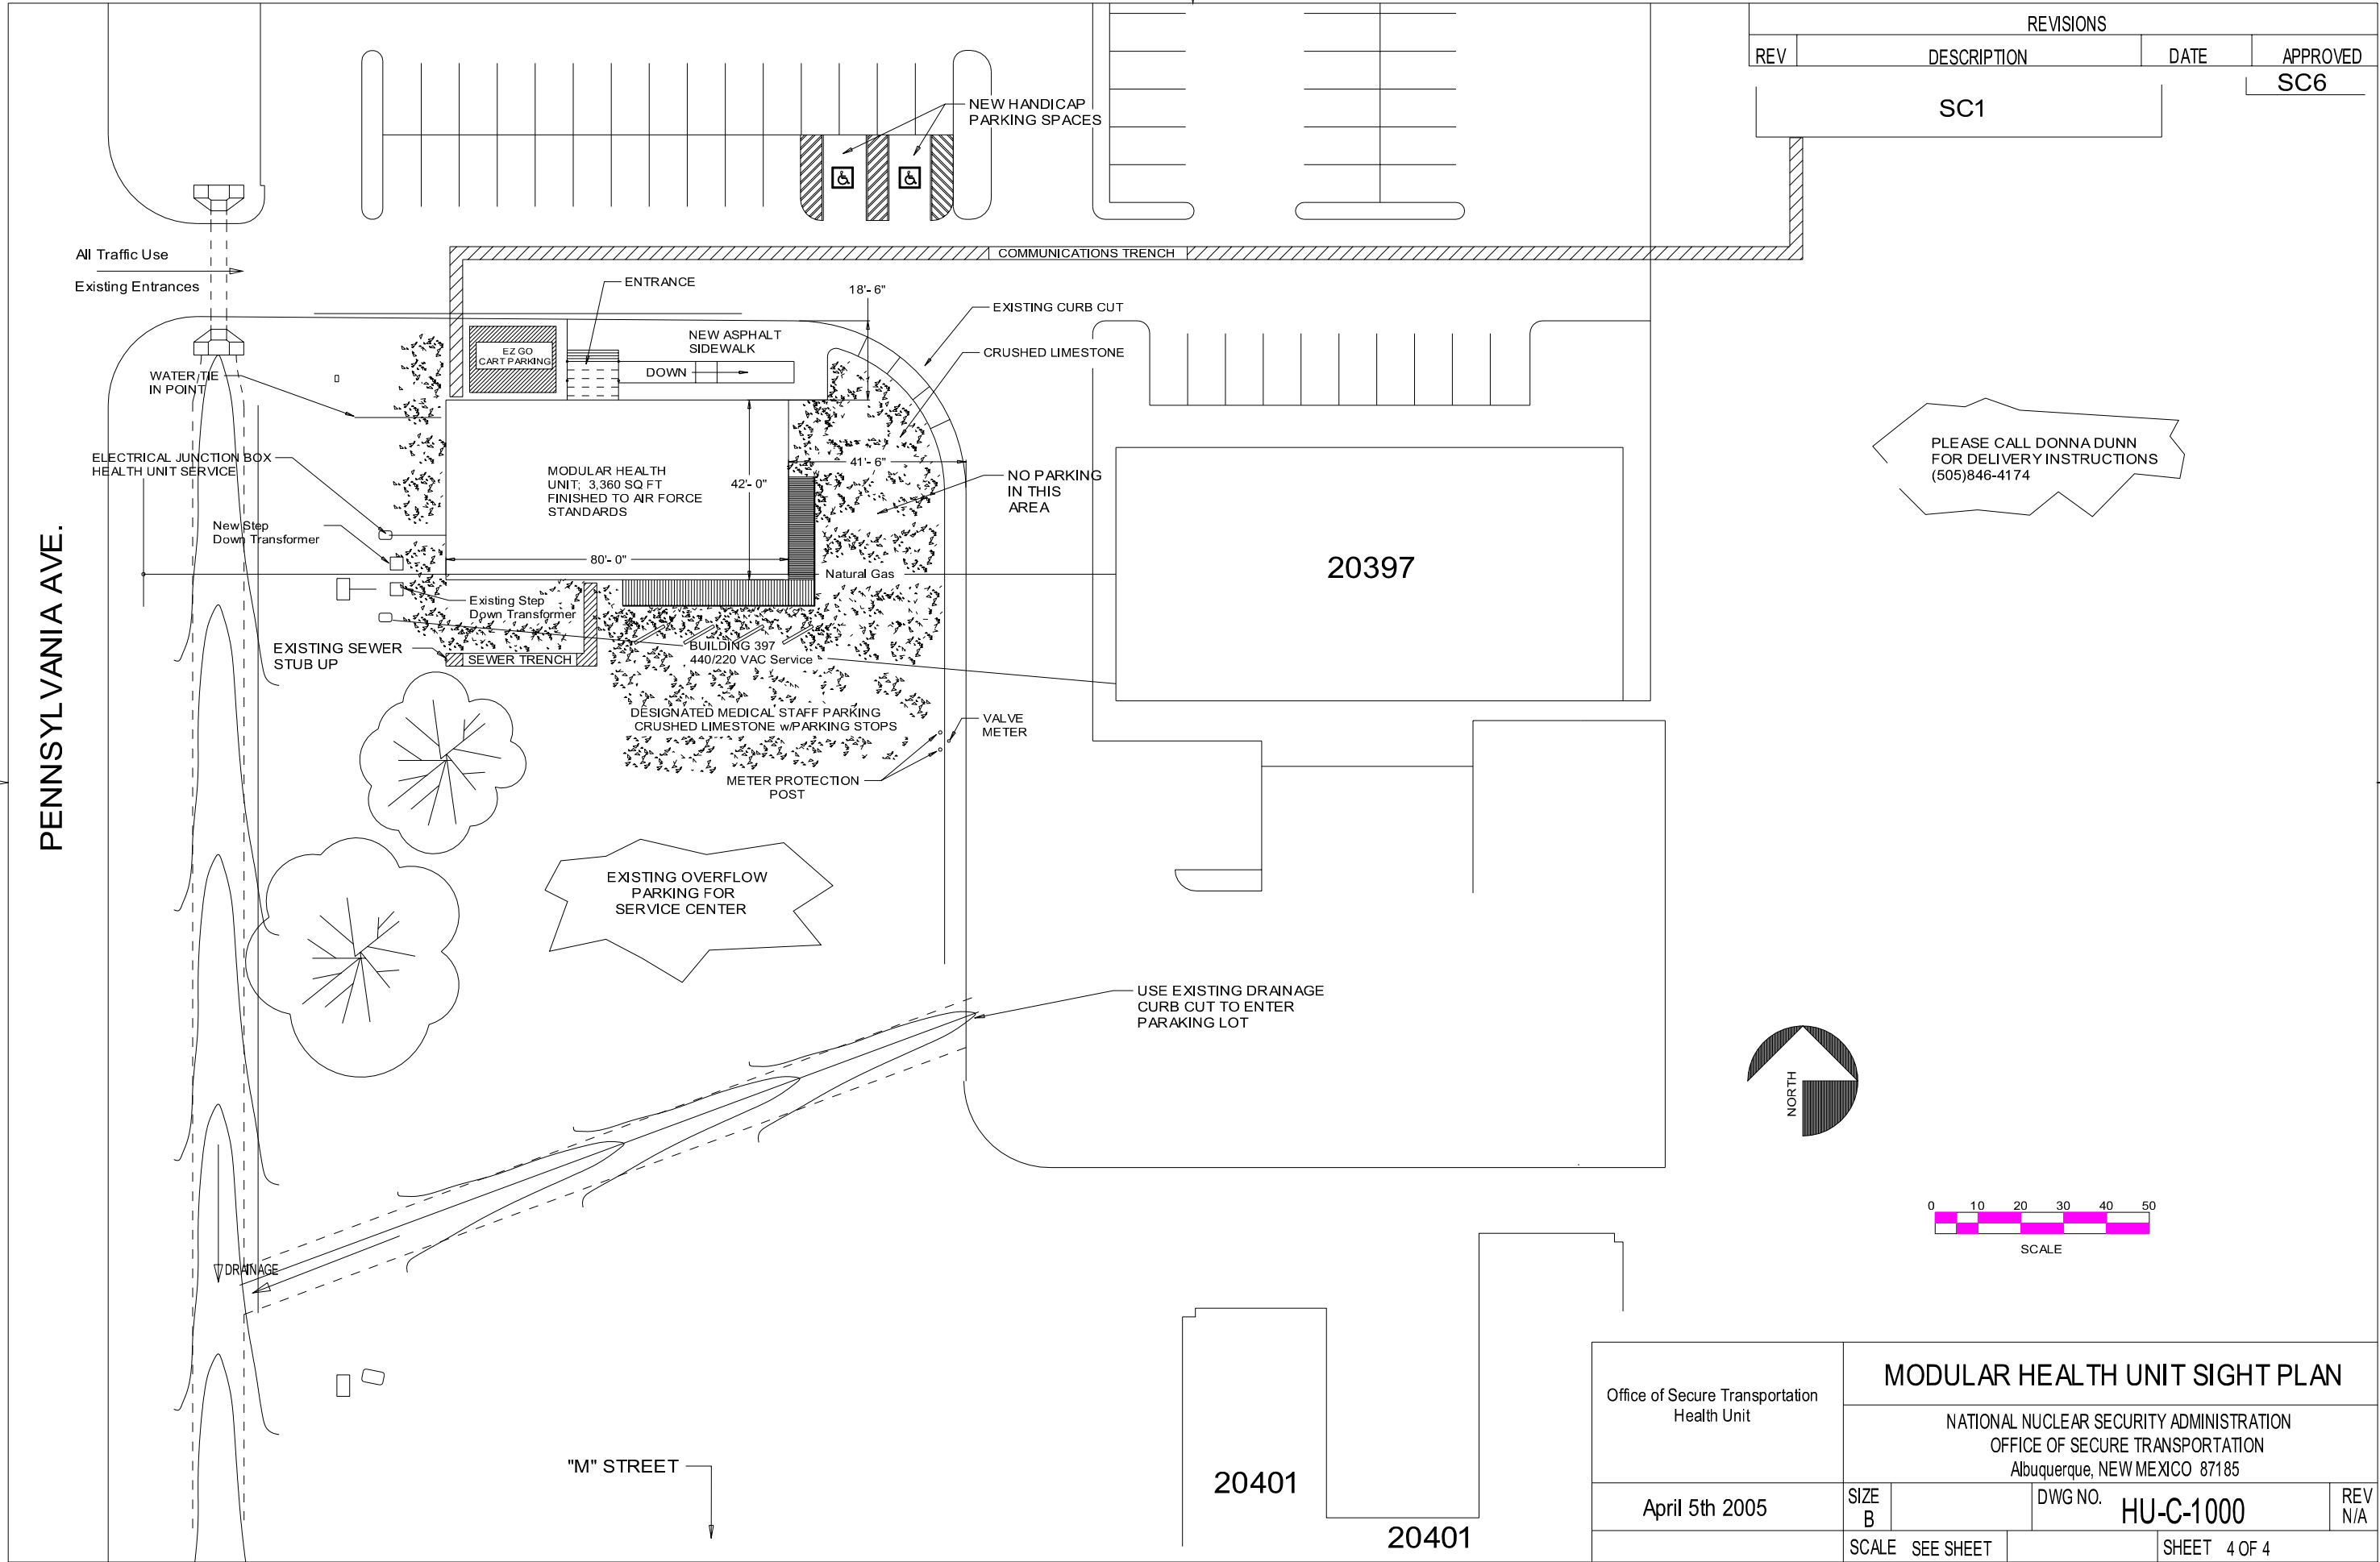 REVISIONS
REV DESCRIPTION DATE APPROVED
SC6
SC1
NEW HANDICAP
PARKING SPACES
All Traffic Use
Existing Entrances
COMMUNICATIONS TRENCH
ENTRANCE
18'- 6"
EXISTING CURB CUT
NEW ASPHALT
SIDEWALK
EZ GO
CART PARKING
DOWN
CRUSHED LIMESTONE
WATER TIE
IN POINT
ELECTRICAL JUNCTION BOX
HEALTH UNIT SERVICE
MODULAR HEALTH
UNIT; 3,360 SQ FT
FINISHED TO AIR FORCE
STANDARDS
42'- 0"
41'- 6"
NO PARKING
IN THIS
AREA
PLEASE CALL DONNA DUNN
FOR DELIVERY INSTRUCTIONS
(505)846-4174
New Step
Down Transformer
80'- 0"
Natural Gas
20397
PENNSYLVANIA AVE.
Existing Step
Down Transformer
EXISTING SEWER
STUB UP
SEWER TRENCH
BUILDING 397
440/220 VAC Service
DESIGNATED MEDICAL STAFF PARKING
CRUSHED LIMESTONE w/PARKING STOPS
VALVE
METER
METER PROTECTION
POST
EXISTING OVERFLOW
PARKING FOR
SERVICE CENTER
USE EXISTING DRAINAGE
CURB CUT TO ENTER
PARAKING LOT
NORTH
0 10 20 30 40 50
SCALE
DRAINAGE
"M" STREET
20401
20401
Office of Secure Transportation
Health Unit
MODULAR HEALTH UNIT SIGHT PLAN
NATIONAL NUCLEAR SECURITY ADMINISTRATION
OFFICE OF SECURE TRANSPORTATION
Albuquerque, NEW MEXICO 87185
April 5th 2005
SIZE
B
DWG NO. HU-C-1000
REV
N/A
SCALE SEE SHEET
SHEET 4 OF 4